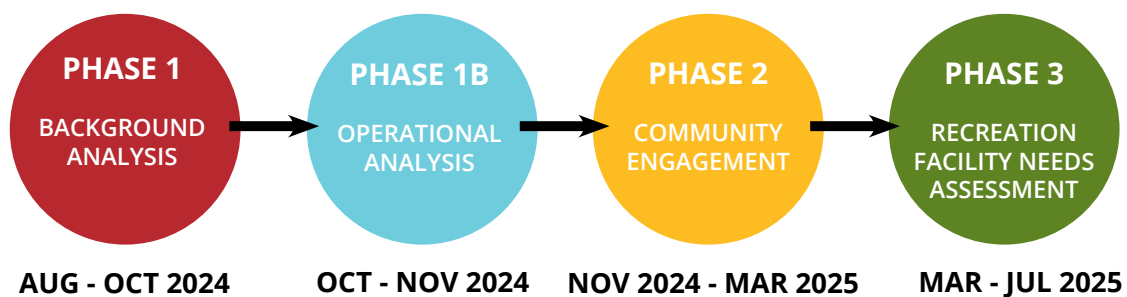 PHASE 1
BACKGROUND
ANALYSIS
AUG - OCT 2024
PHASE 1B
OPERATIONAL
ANALYSIS
OCT - NOV 2024
PHASE 2
COMMUNITY
ENGAGEMENT
NOV 2024 - MAR 2025
PHASE 3
RECREATION
FACILITY NEEDS
ASSESSMENT
MAR - JUL 2025